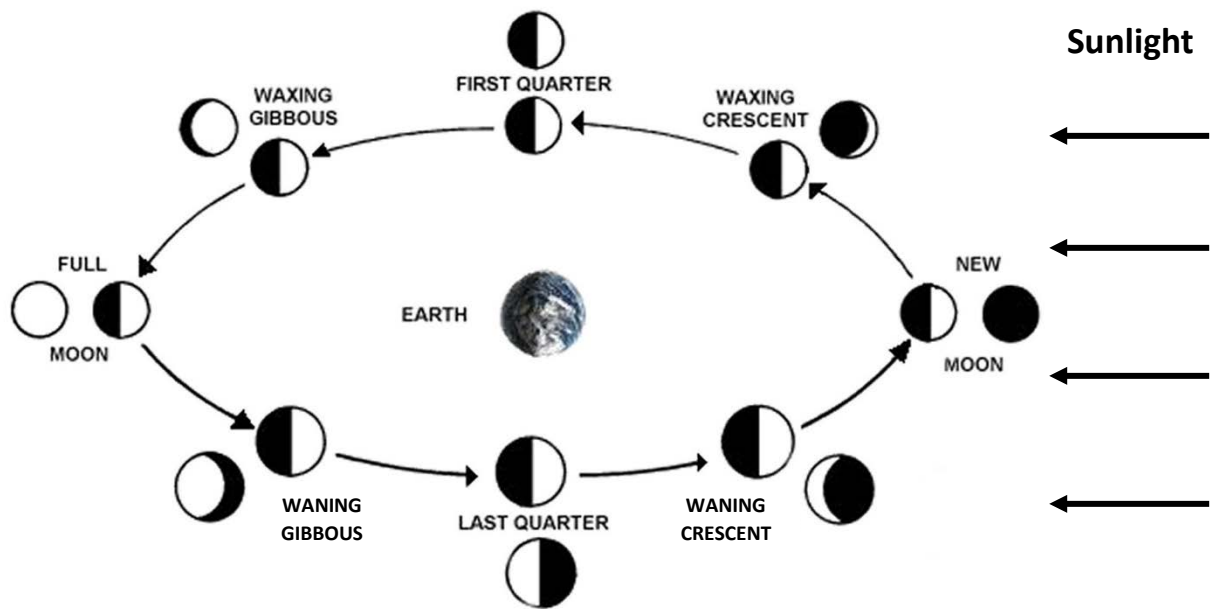 Sunlight
FIRST QUARTER
WAXING
GIBBOUS
WAXING
CRESCENT
FULL
MOON
EARTH
NEW
MOON
WANING
GIBBOUS
LAST QUARTER
WANING
CRESCENT